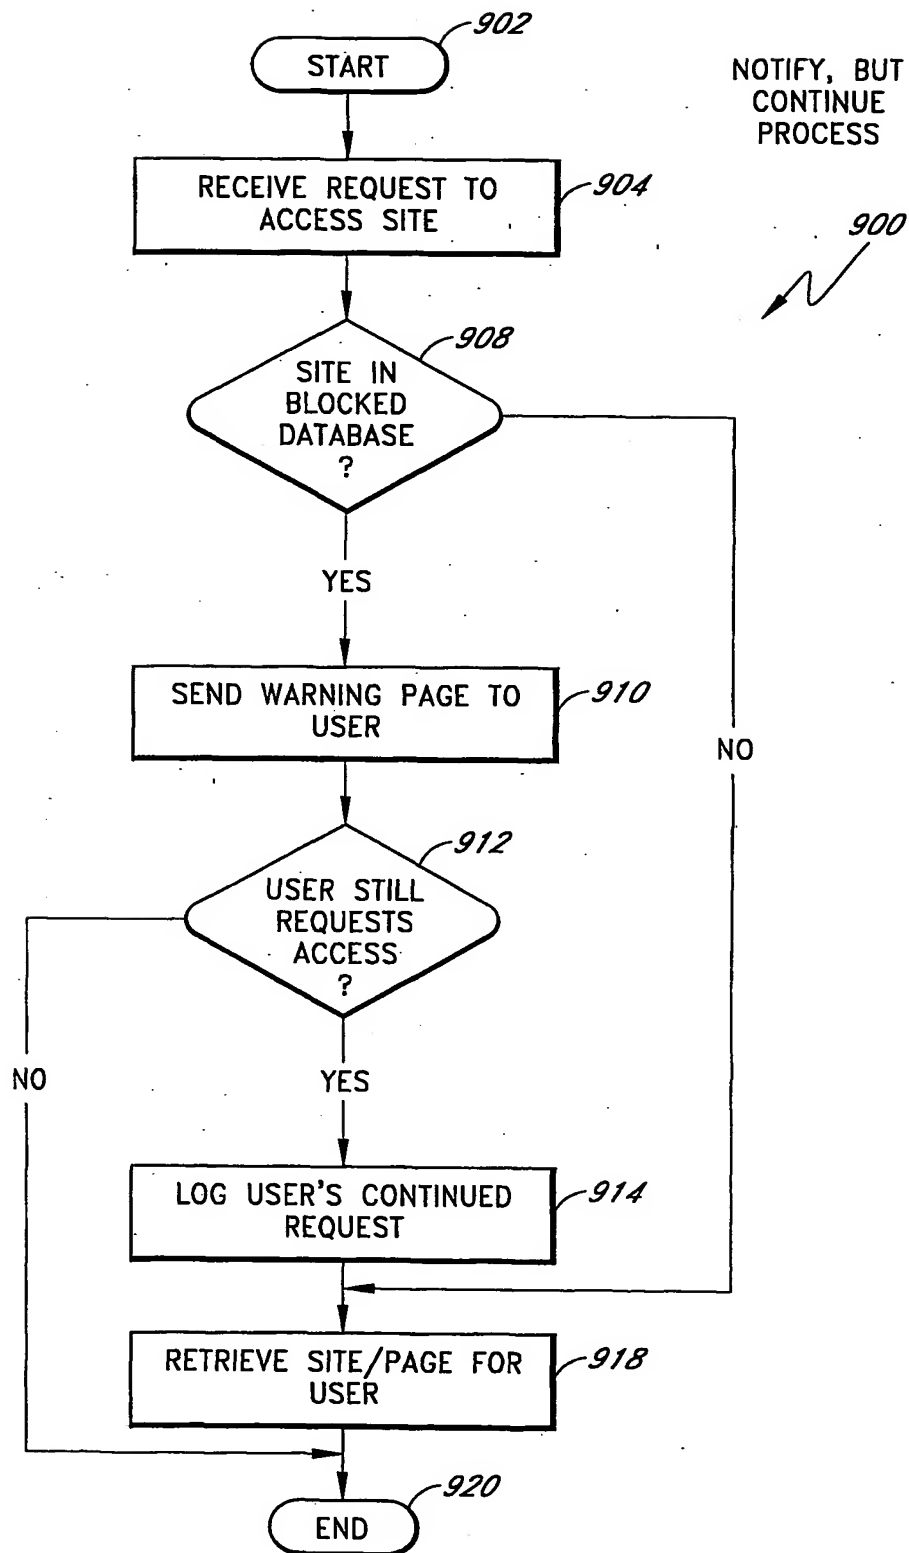 902
START
NOTIFY, BUT
CONTINUE
PROCESS
RECEIVE REQUEST TO
ACCESS SITE
904
900
908
SITE IN
BLOCKED
DATABASE
?
YES
SEND WARNING PAGE TO
USER
910
NO
912
USER STILL
REQUESTS
ACCESS
?
NO
YES
LOG USER'S CONTINUED
REQUEST
914
RETRIEVE SITE/PAGE FOR
USER
918
920
END